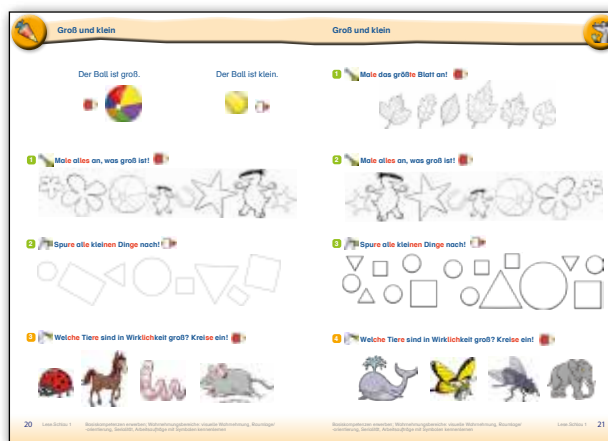 Groß und klein
Der Ball ist groß. Der Ball ist klein.
1 Male alles an, was groß ist!
2 Spure alle kleinen Dinge nach!
3 Welche Tiere sind in Wirklichkeit groß? Kreise ein!
20
Groß und klein
1 Male das größte Blatt an!
2 Male alles an, was groß ist!
3 Spure alle kleinen Dinge nach!
4 Welche Tiere sind in Wirklichkeit groß? Kreise ein!
21